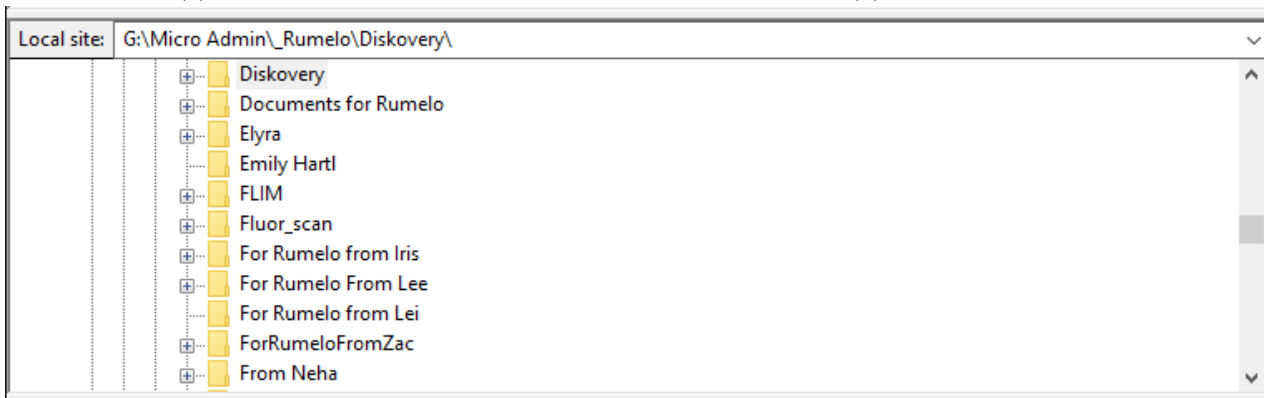 Local site: G:\Micro Admin\_Rumelo\Diskovery\
Diskovery
Documents for Rumelo
Elyra
Emily Hartl
FLIM
Fluor_scan
For Rumelo from Iris
For Rumelo From Lee
For Rumelo from Lei
ForRumeloFromZac
From Neha